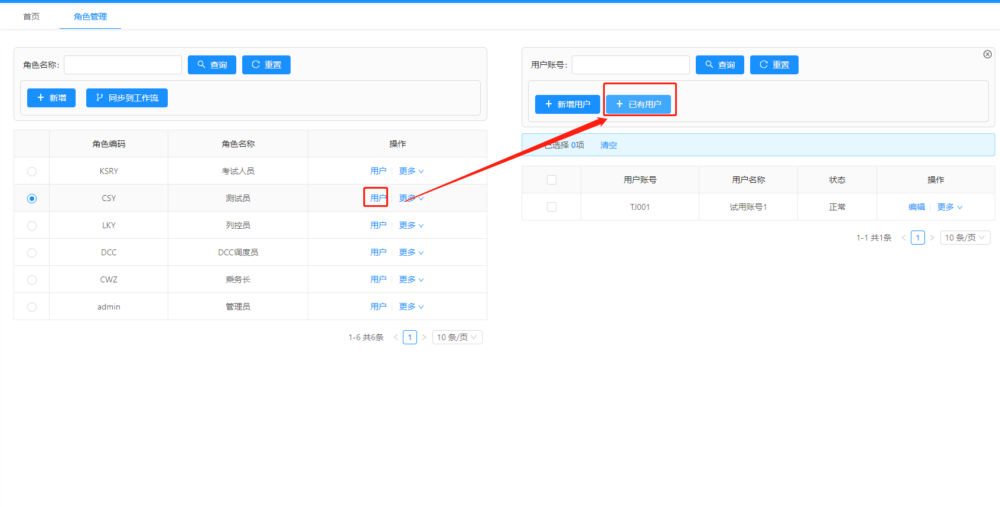 首页 角色管理
角色名称： 查询 重置
新增 同步到工作流
角色编码 角色名称 操作
KSRY 考试人员 用户 更多
CSY 测试员 用户 更多
LKY 列控员 用户 更多
DCC DCC调度员 用户 更多
CWZ 乘务长 用户 更多
admin 管理员 用户 更多
1-6 共6条 < 1 > 10 条/页
用户账号： 查询 重置
新增用户 已有用户
已选择 0项 清空
用户账号 用户名称 状态 操作
TJ001 试用账号1 正常 编辑 更多
1-1 共1条 < 1 > 10 条/页